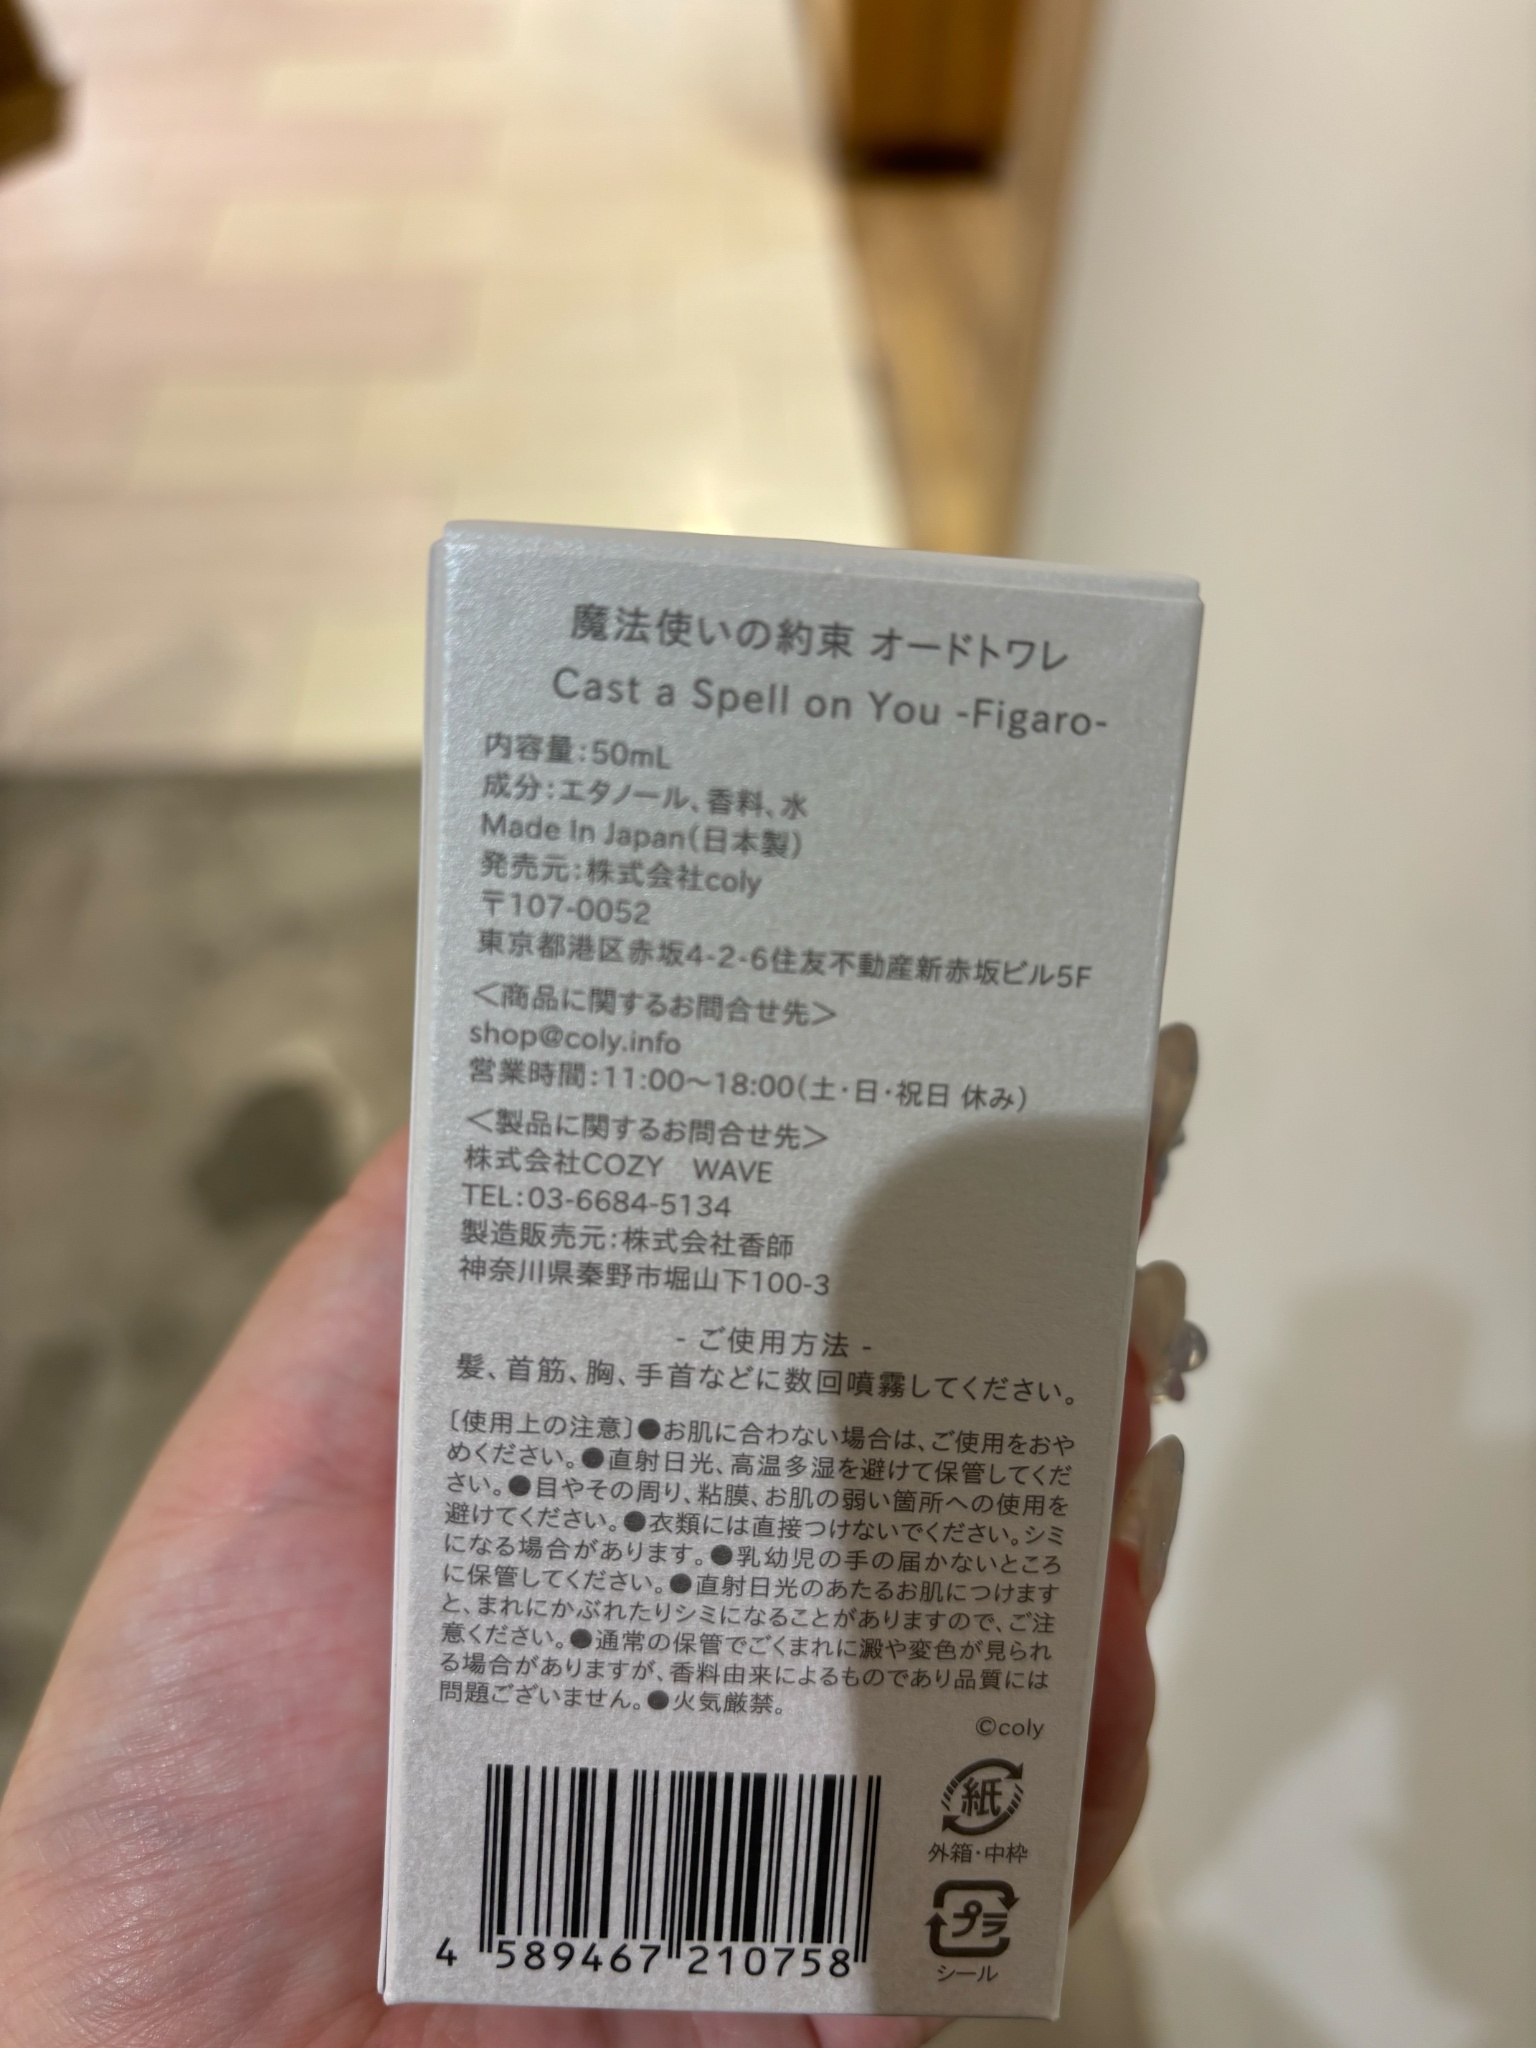 魔法使いの約束 オードトワレ
Cast a Spell on You -Figaro-
内容量：50mL
成分：エタノール、香料、水
Made In Japan（日本製）
発売元：株式会社coly
〒107-0052
東京都港区赤坂4-2-6住友不動産新赤坂ビル5F
＜商品に関するお問合せ先＞
shop@coly.info
営業時間：11:00〜18:00（土・日・祝日 休み）
＜製品に関するお問合せ先＞
株式会社COZY　WAVE
TEL：03-6684-5134
製造販売元：株式会社香師
神奈川県秦野市堀山下100-3
- ご使用方法 -
髪、首筋、胸、手首などに数回噴霧してください。
〔使用上の注意〕●お肌に合わない場合は、ご使用をおや
めください。●直射日光、高温多湿を避けて保管してくだ
さい。●目やその周り、粘膜、お肌の弱い箇所への使用を
避けてください。●衣類には直接つけないでください。シミ
になる場合があります。●乳幼児の手の届かないところ
に保管してください。●直射日光のあたるお肌につけます
と、まれにかぶれたりシミになることがありますので、ご注
意ください。●通常の保管でごくまれに澱や変色が見られ
る場合がありますが、香料由来によるものであり品質には
問題ございません。●火気厳禁。
©coly
紙
外箱・中枠
プラ
シール
4 589467 210758